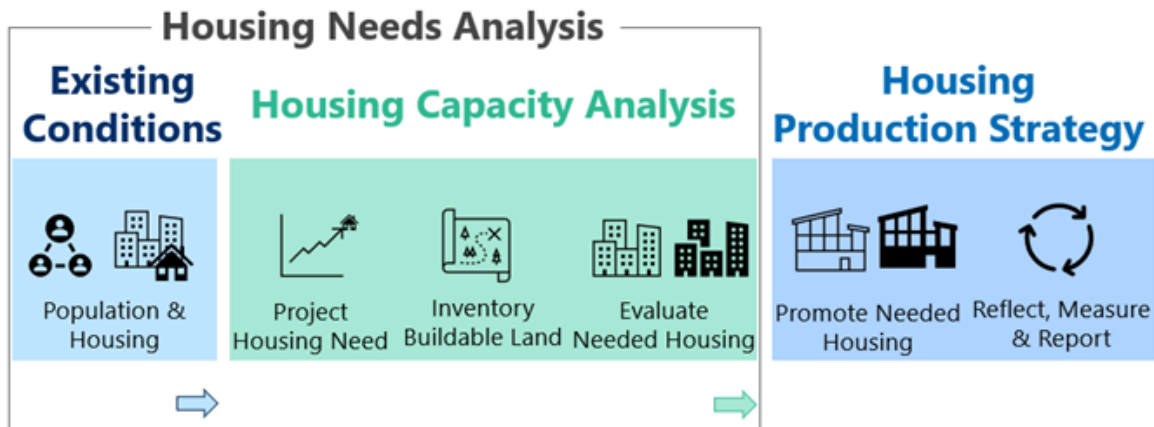 Housing Needs Analysis
Existing
Conditions
Housing Capacity Analysis
Housing
Production Strategy
Population &
Housing
Project
Housing Need
Inventory
Buildable Land
Evaluate
Needed Housing
Promote Needed
Housing
Reflect, Measure
& Report